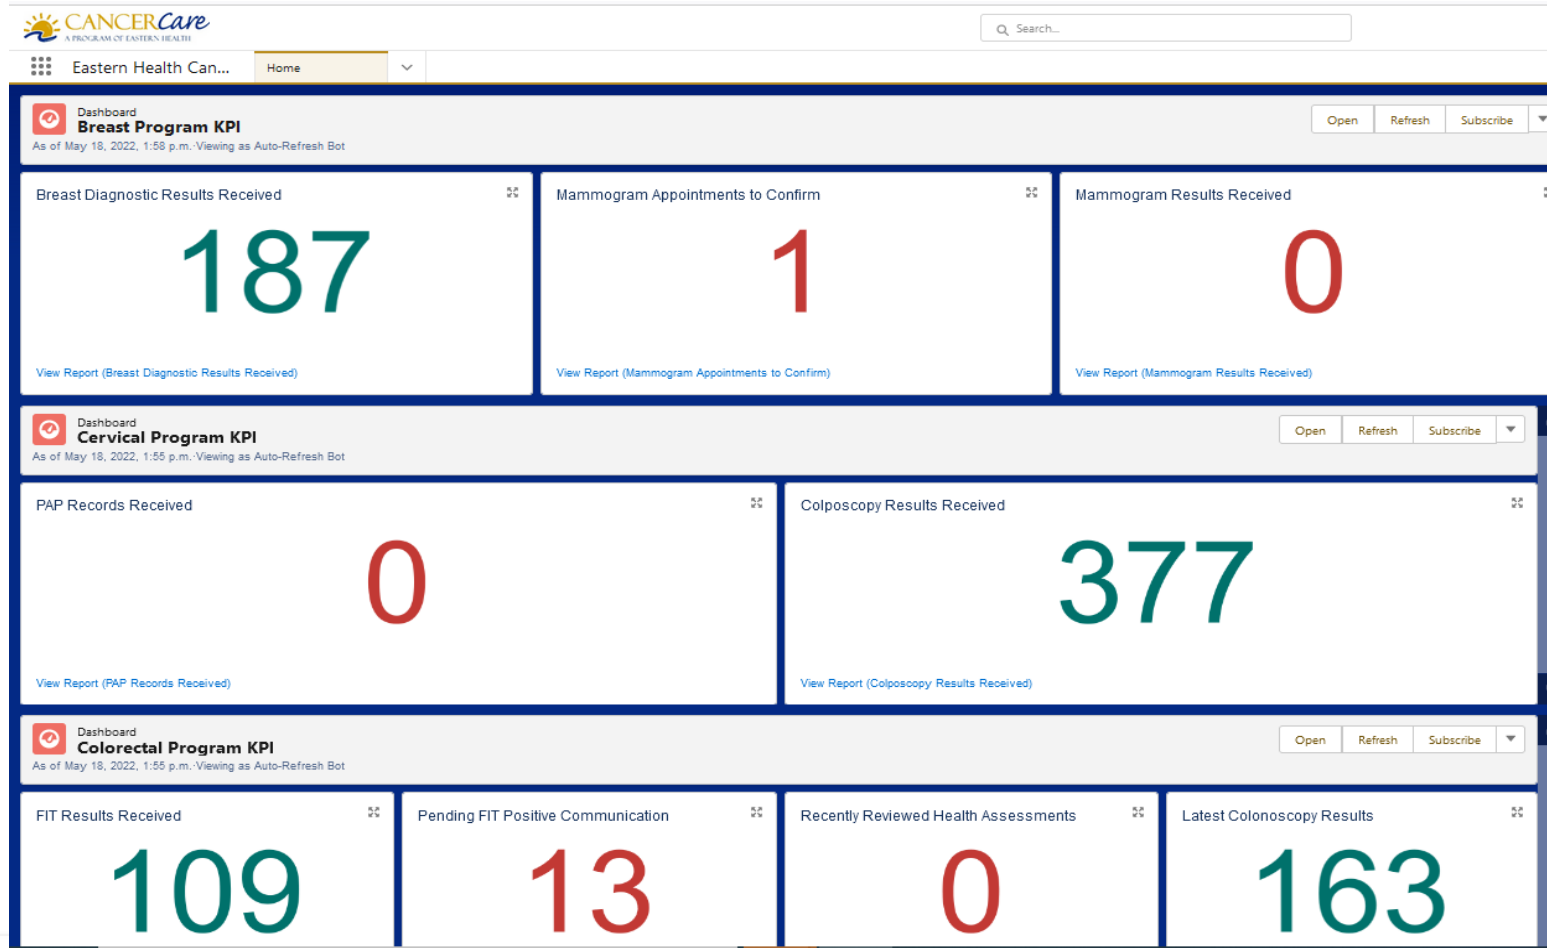 CANCERCare
A PROGRAM OF EASTERN HEALTH
Search...
Eastern Health Can...
Home
Dashboard
Breast Program KPI
As of May 18, 2022, 1:58 p.m.·Viewing as Auto-Refresh Bot
Open Refresh Subscribe
Breast Diagnostic Results Received
187
View Report (Breast Diagnostic Results Received)
Mammogram Appointments to Confirm
1
View Report (Mammogram Appointments to Confirm)
Mammogram Results Received
0
View Report (Mammogram Results Received)
Dashboard
Cervical Program KPI
As of May 18, 2022, 1:55 p.m.·Viewing as Auto-Refresh Bot
Open Refresh Subscribe
PAP Records Received
0
View Report (PAP Records Received)
Colposcopy Results Received
377
View Report (Colposcopy Results Received)
Dashboard
Colorectal Program KPI
As of May 18, 2022, 1:55 p.m.·Viewing as Auto-Refresh Bot
Open Refresh Subscribe
FIT Results Received
109
Pending FIT Positive Communication
13
Recently Reviewed Health Assessments
0
Latest Colonoscopy Results
163